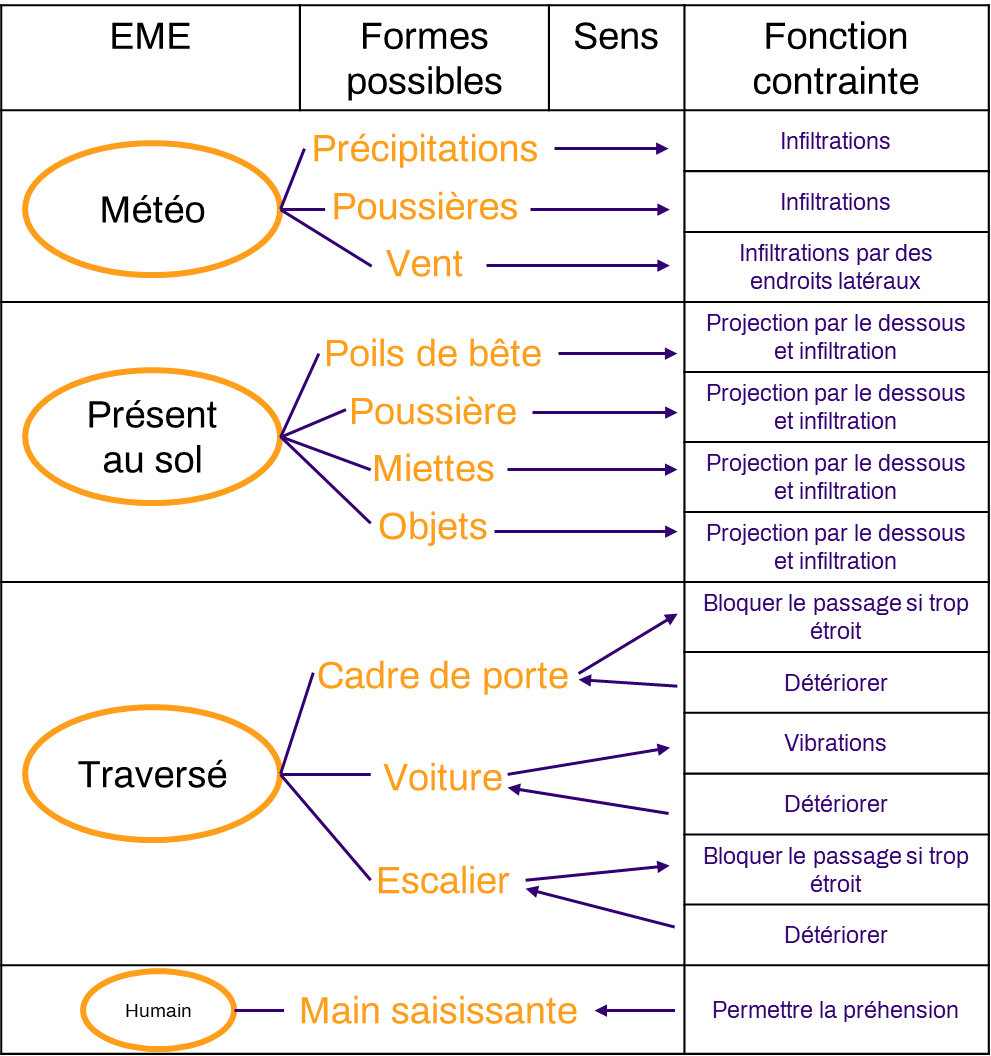 EME
Formes
possibles
Sens
Fonction
contrainte
Météo
Précipitations
Infiltrations
Poussières
Infiltrations
Vent
Infiltrations par des
endroits latéraux
Présent
au sol
Poils de bête
Projection par le dessous
et infiltration
Poussière
Projection par le dessous
et infiltration
Miettes
Projection par le dessous
et infiltration
Objets
Projection par le dessous
et infiltration
Traversé
Cadre de porte
Bloquer le passage si trop
étroit
Détériorer
Voiture
Vibrations
Détériorer
Escalier
Bloquer le passage si trop
étroit
Détériorer
Humain
Main saisissante
Permettre la préhension